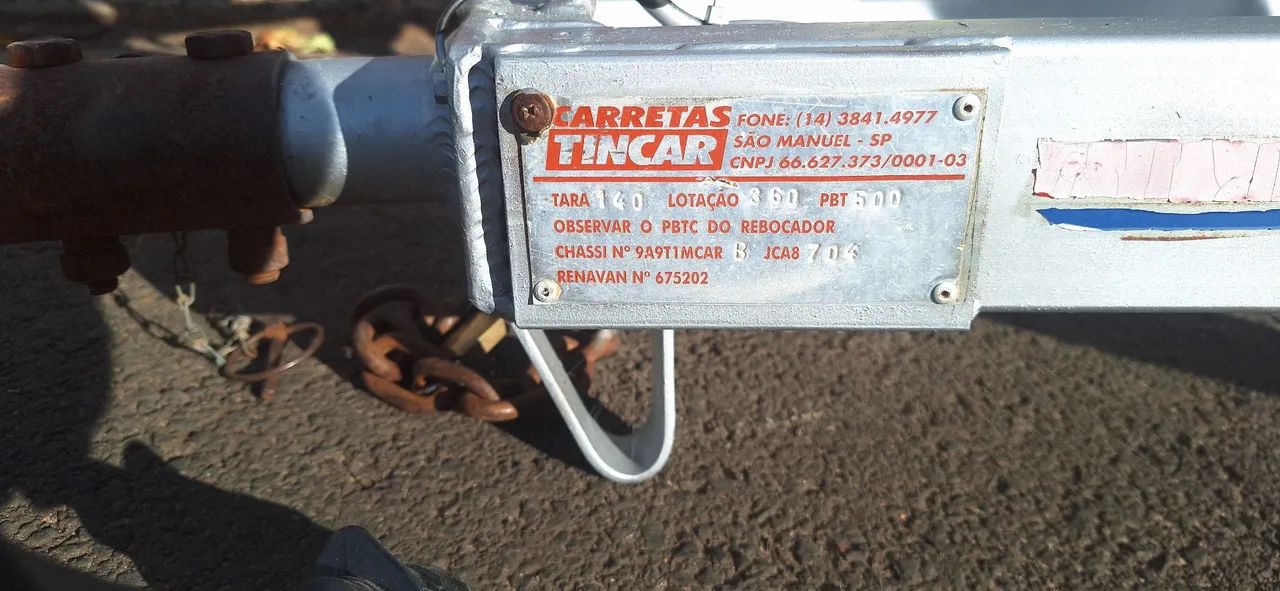 CARRETAS
TINCAR
FONE: (14) 3841.4977
SÃO MANUEL - SP
CNPJ 66.627.373/0001-03
TARA 140 LOTAÇÃO 360 PBT 500
OBSERVAR O PBTC DO REBOCADOR
CHASSI Nº 9A9T1MCAR B JCA8 704
RENAVAN Nº 675202